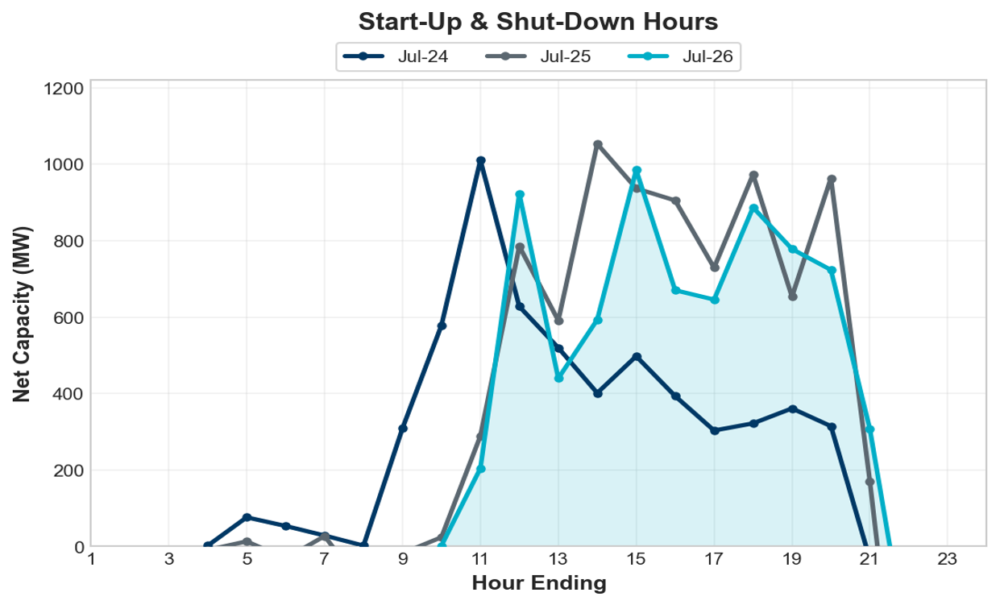 Start-Up & Shut-Down Hours
Jul-24 Jul-25 Jul-26
1200
1000
800
600
400
200
0
Net Capacity (MW)
1 3 5 7 9 11 13 15 17 19 21 23
Hour Ending